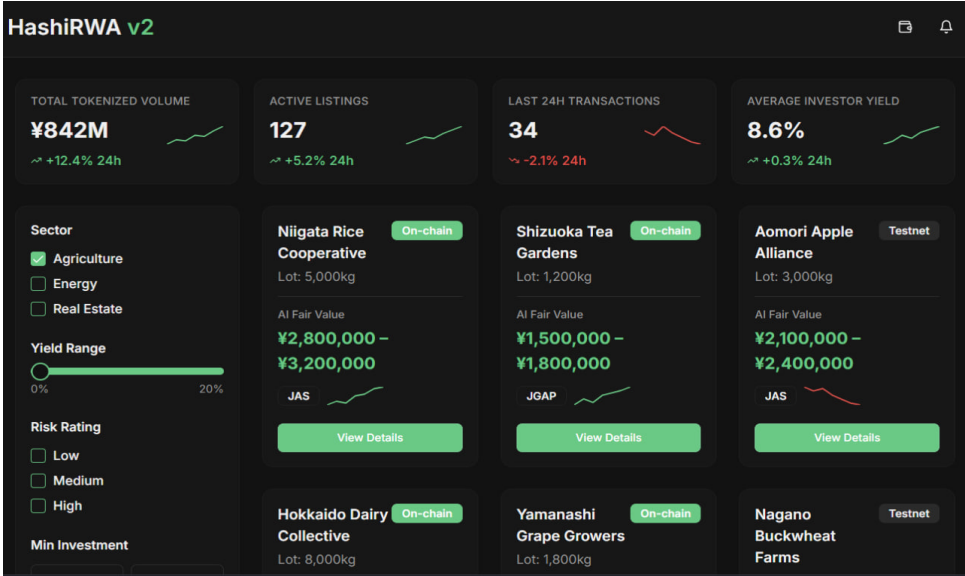 HashiRWA v2
TOTAL TOKENIZED VOLUME
¥842M
+12.4% 24h
ACTIVE LISTINGS
127
+5.2% 24h
LAST 24H TRANSACTIONS
34
-2.1% 24h
AVERAGE INVESTOR YIELD
8.6%
+0.3% 24h
Sector
Agriculture
Energy
Real Estate
Yield Range
0% 20%
Risk Rating
Low
Medium
High
Min Investment
Niigata Rice
Cooperative
On-chain
Lot: 5,000kg
AI Fair Value
¥2,800,000 –
¥3,200,000
JAS
View Details
Shizuoka Tea
Gardens
On-chain
Lot: 1,200kg
AI Fair Value
¥1,500,000 –
¥1,800,000
JGAP
View Details
Aomori Apple
Alliance
Testnet
Lot: 3,000kg
AI Fair Value
¥2,100,000 –
¥2,400,000
JAS
View Details
Hokkaido Dairy
Collective
On-chain
Lot: 8,000kg
Yamanashi
Grape Growers
On-chain
Lot: 1,800kg
Nagano
Buckwheat
Farms
Testnet